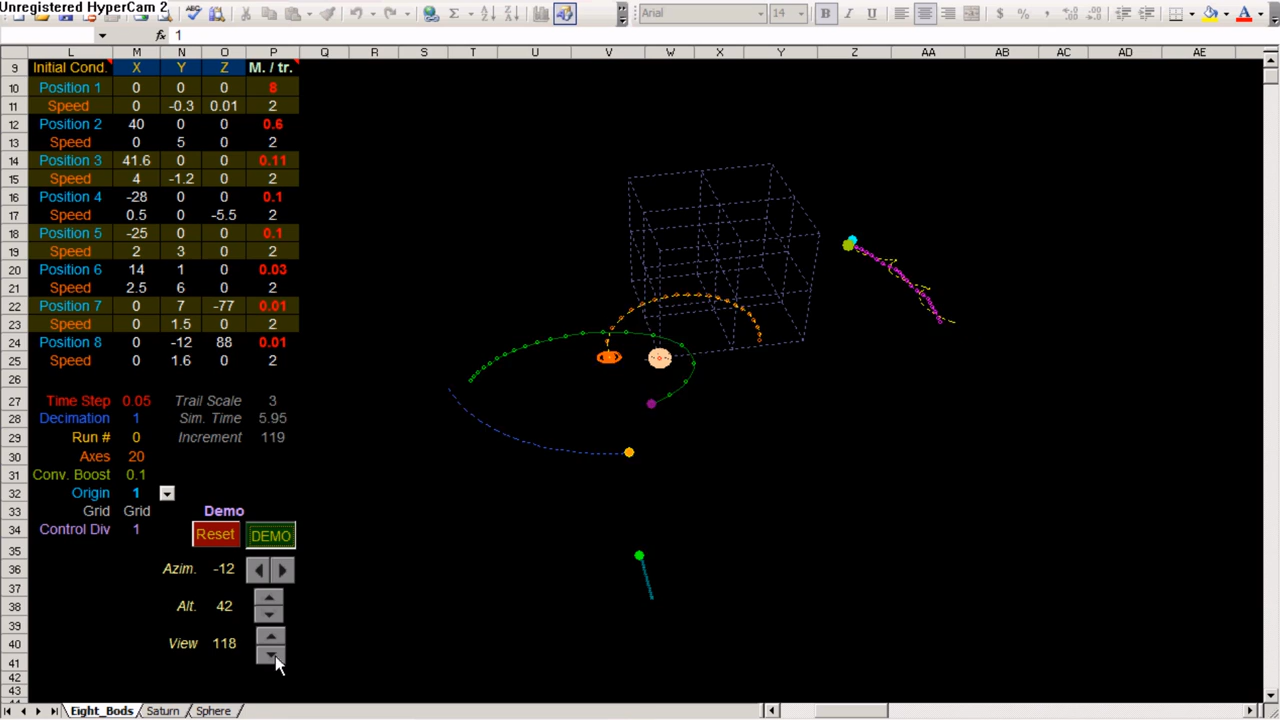 Unregistered HyperCam 2
Arial 14 B I U $ %
fx 1
L M N O P Q R S T U V W X Y Z AA AB AC AD AE
9 Initial Cond. X Y Z M. / tr.
10 Position 1 0 0 0 8
11 Speed 0 -0.3 0.01 2
12 Position 2 40 0 0 0.6
13 Speed 0 5 0 2
14 Position 3 41.6 0 0 0.11
15 Speed 4 -1.2 0 2
16 Position 4 -28 0 0 0.1
17 Speed 0.5 0 -5.5 2
18 Position 5 -25 0 0 0.1
19 Speed 2 3 0 2
20 Position 6 14 1 0 0.03
21 Speed 2.5 6 0 2
22 Position 7 0 7 -77 0.01
23 Speed 0 1.5 0 2
24 Position 8 0 -12 88 0.01
25 Speed 0 1.6 0 2
26
27 Time Step 0.05 Trail Scale 3
28 Decimation 1 Sim. Time 5.95
29 Run # 0 Increment 119
30 Axes 20
31 Conv. Boost 0.1
32 Origin 1
33 Grid Grid Demo
34 Control Div 1 Reset DEMO
35
36 Azim. -12
37
38 Alt. 42
39
40 View 118
41
42
43
Eight_Bods Saturn Sphere